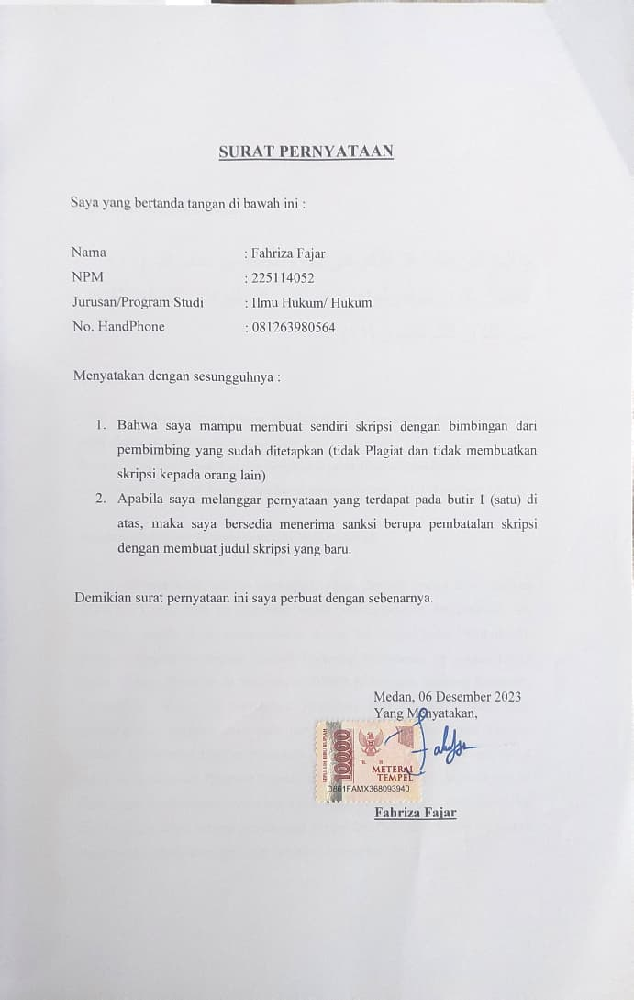 SURAT PERNYATAAN
Saya yang bertanda tangan di bawah ini :
Nama : Fahriza Fajar
NPM : 225114052
Jurusan/Program Studi : Ilmu Hukum/ Hukum
No. HandPhone : 081263980564
Menyatakan dengan sesungguhnya :
1. Bahwa saya mampu membuat sendiri skripsi dengan bimbingan dari
pembimbing yang sudah ditetapkan (tidak Plagiat dan tidak membuatkan
skripsi kepada orang lain)
2. Apabila saya melanggar pernyataan yang terdapat pada butir I (satu) di
atas, maka saya bersedia menerima sanksi berupa pembatalan skripsi
dengan membuat judul skripsi yang baru.
Demikian surat pernyataan ini saya perbuat dengan sebenarnya.
Medan, 06 Desember 2023
Yang Menyatakan,
SEPULUH RIBU RUPIAH
10000
METERAI
TEMPEL
D861FAMX368093940
Fahriza Fajar